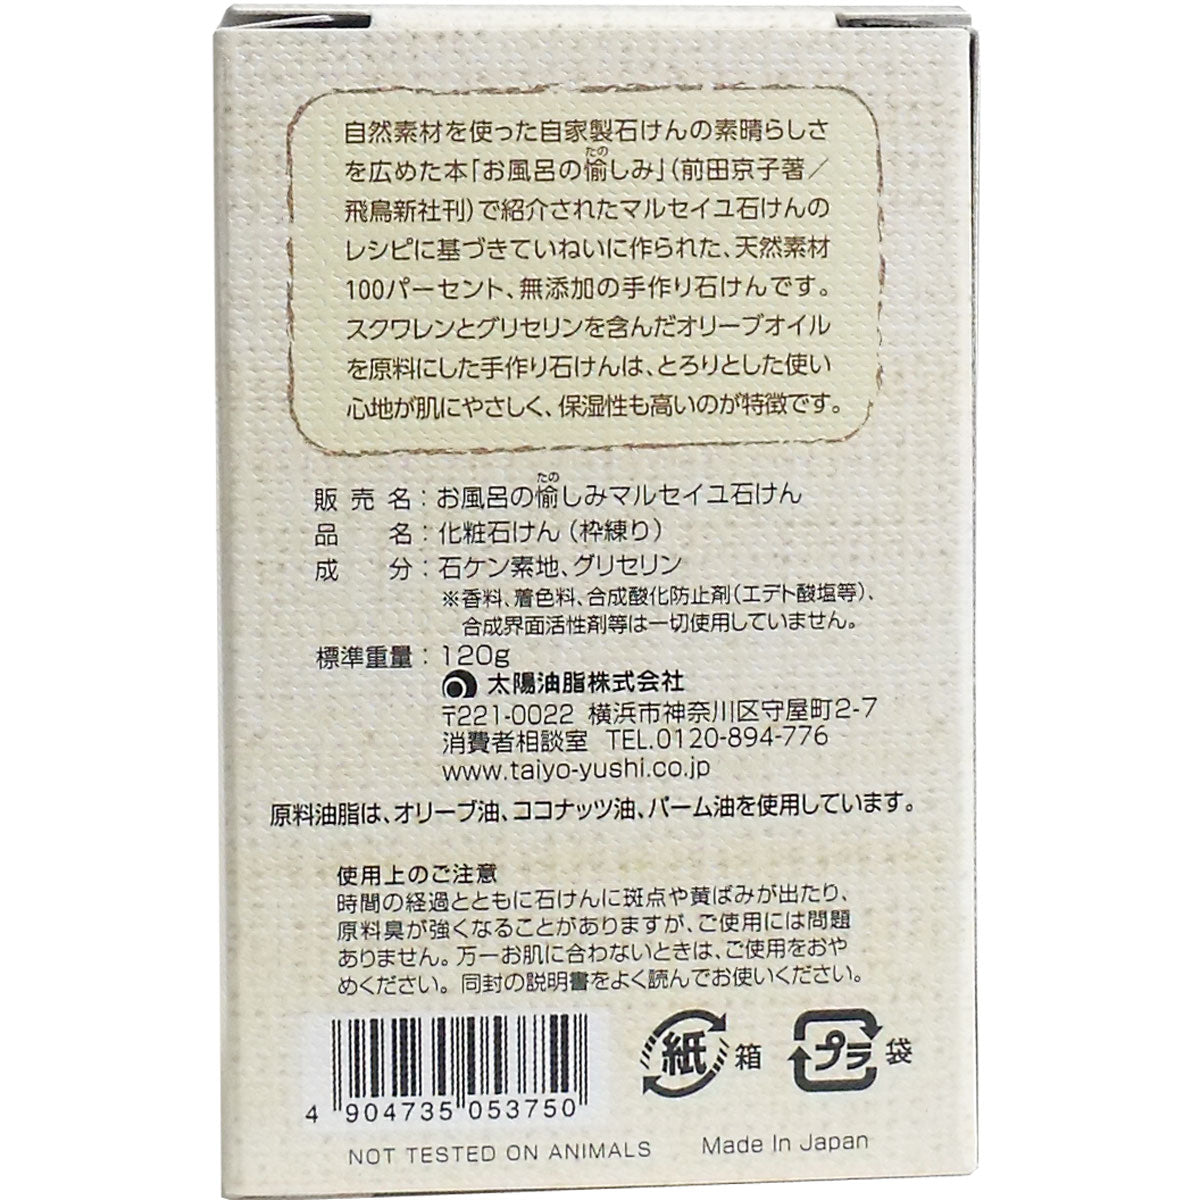 自然素材を使った自家製石けんの素晴らしさ
を広めた本「お風呂の愉しみ」（前田京子著／
たの
飛鳥新社刊）で紹介されたマルセイユ石けんの
レシピに基づきていねいに作られた、天然素材
100パーセント、無添加の手作り石けんです。
スクワレンとグリセリンを含んだオリーブオイル
を原料にした手作り石けんは、とろりとした使い
心地が肌にやさしく、保湿性も高いのが特徴です。
たの
販売名：お風呂の愉しみマルセイユ石けん
品名：化粧石けん（枠練り）
成分：石ケン素地、グリセリン
※香料、着色料、合成酸化防止剤（エデト酸塩等）、
合成界面活性剤等は一切使用していません。
標準重量：120g
太陽油脂株式会社
〒221-0022 横浜市神奈川区守屋町2-7
消費者相談室 TEL.0120-894-776
www.taiyo-yushi.co.jp
原料油脂は、オリーブ油、ココナッツ油、パーム油を使用しています。
使用上のご注意
時間の経過とともに石けんに斑点や黄ばみが出たり、
原料臭が強くなることがありますが、ご使用には問題
ありません。万一お肌に合わないときは、ご使用をおや
めください。同封の説明書をよく読んでお使いください。
紙 箱 プラ 袋
4 904735 053750
NOT TESTED ON ANIMALS Made In Japan